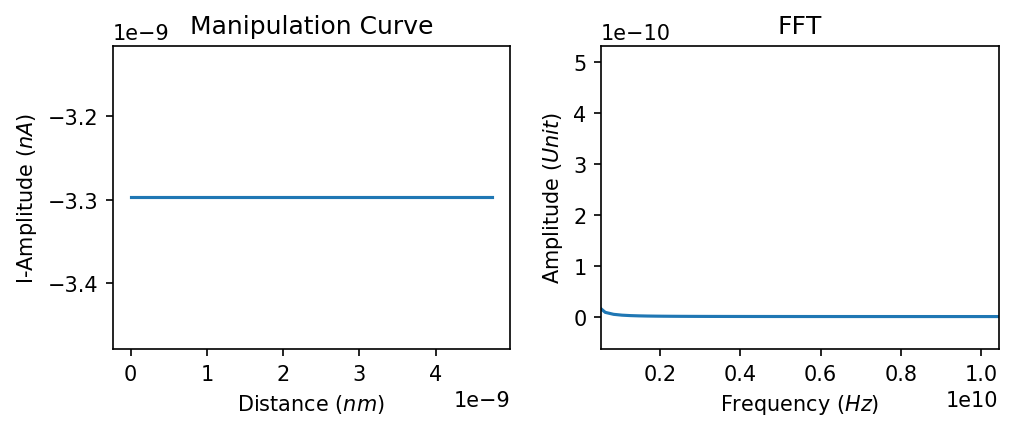 Manipulation Curve
1e−9
I-Amplitude (nA)
−3.2
−3.3
−3.4
0 1 2 3 4
1e−9
Distance (nm)
FFT
1e−10
Amplitude (Unit)
5
4
3
2
1
0
0.2 0.4 0.6 0.8 1.0
1e10
Frequency (Hz)